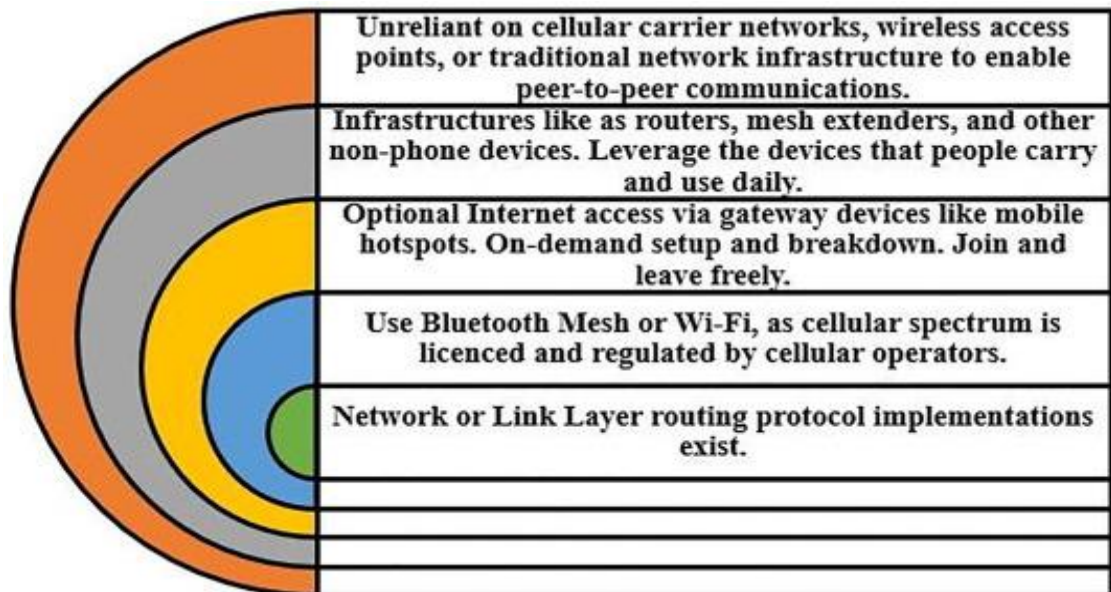 Unreliant on cellular carrier networks, wireless access
points, or traditional network infrastructure to enable
peer-to-peer communications.
Infrastructures like as routers, mesh extenders, and other
non-phone devices. Leverage the devices that people carry
and use daily.
Optional Internet access via gateway devices like mobile
hotspots. On-demand setup and breakdown. Join and
leave freely.
Use Bluetooth Mesh or Wi-Fi, as cellular spectrum is
licenced and regulated by cellular operators.
Network or Link Layer routing protocol implementations
exist.